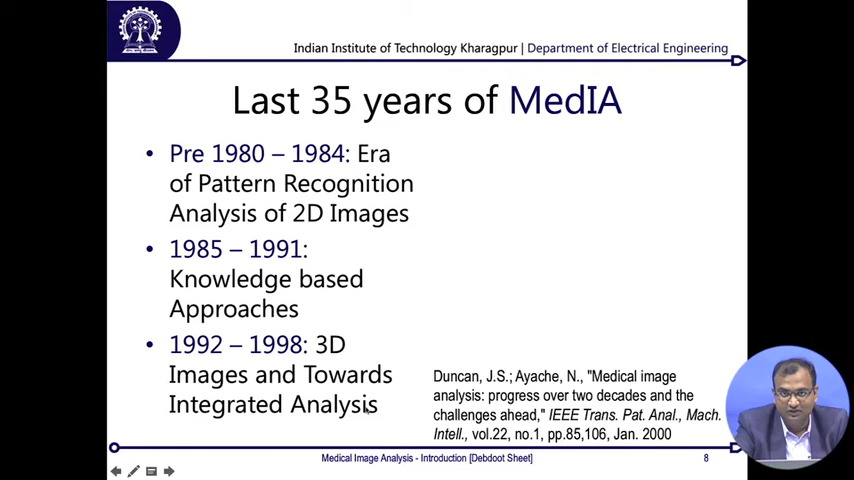 Indian Institute of Technology Kharagpur | Department of Electrical Engineering
Last 35 years of MedIA
• Pre 1980 – 1984: Era
of Pattern Recognition
Analysis of 2D Images
• 1985 – 1991:
Knowledge based
Approaches
• 1992 – 1998: 3D
Images and Towards
Integrated Analysis
Duncan, J.S.; Ayache, N., "Medical image
analysis: progress over two decades and the
challenges ahead," IEEE Trans. Pat. Anal., Mach.
Intell., vol.22, no.1, pp.85,106, Jan. 2000
Medical Image Analysis - Introduction [Debdoot Sheet]
8